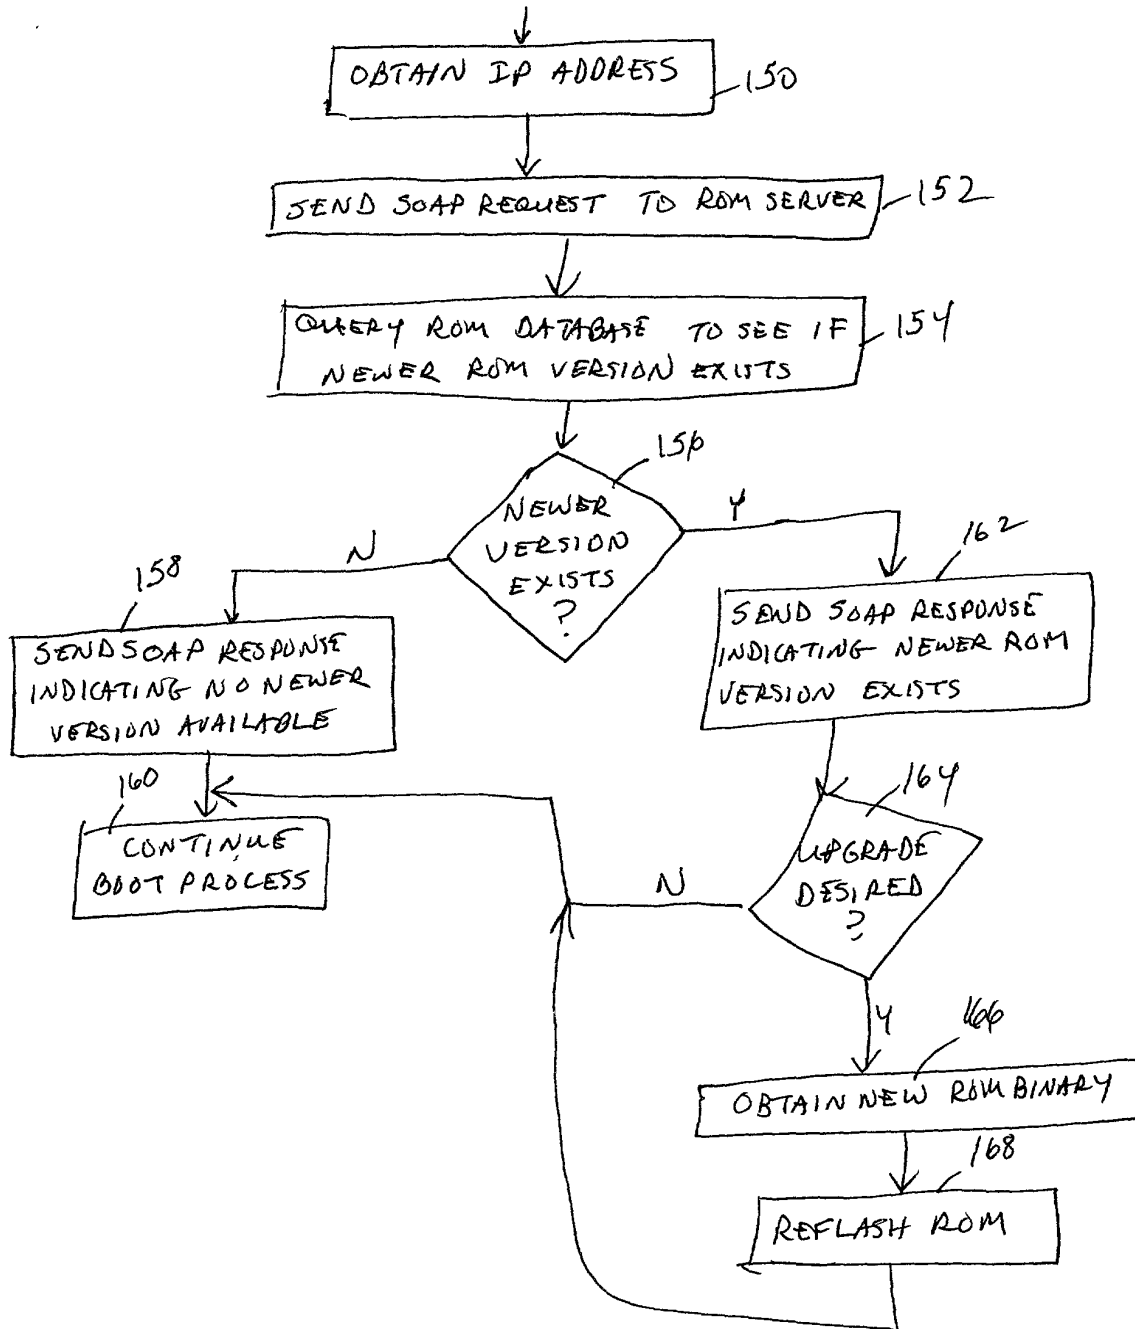 OBTAIN IP ADDRESS
150
SEND SOAP REQUEST TO ROM SERVER
152
QUERY ROM DATABASE TO SEE IF
NEWER ROM VERSION EXISTS
154
156
NEWER
VERSION
EXISTS
?
N
Y
158
SEND SOAP RESPONSE
INDICATING NO NEWER
VERSION AVAILABLE
162
SEND SOAP RESPONSE
INDICATING NEWER ROM
VERSION EXISTS
160
CONTINUE
BOOT PROCESS
164
UPGRADE
DESIRED
?
N
Y
166
OBTAIN NEW ROM BINARY
168
REFLASH ROM